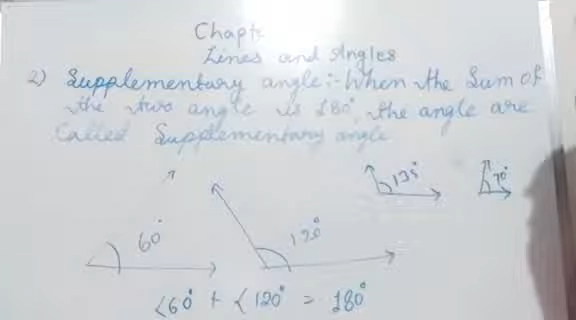 Chapte
Lines and Angles
2) Supplementary angle:- When the Sum of
the two angle is 180°, the angle are
Called Supplementary angle
135° 70°
60° 120°
<60° + <120° = 180°